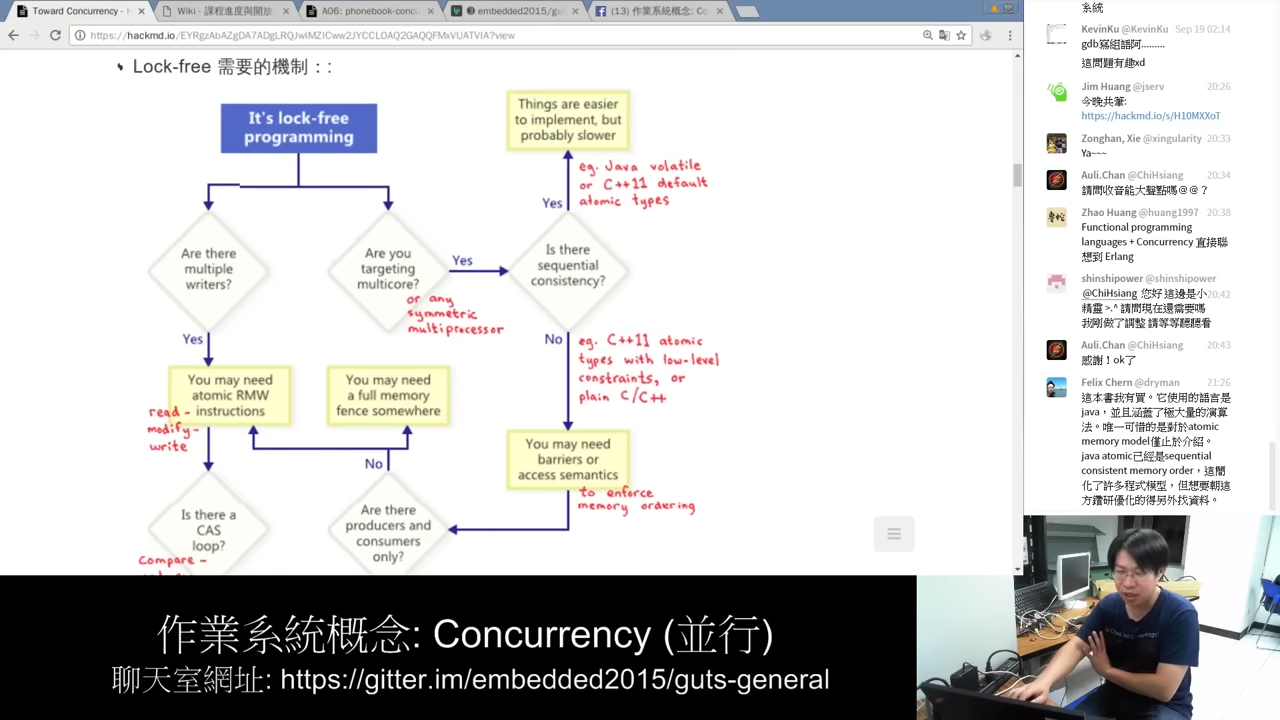 Toward Concurrency - H
Wiki - 課程進度與開放
A06: phonebook-concu
embedded2015/gut
(13) 作業系統概念: Co
https://hackmd.io/EYRgzAbAZgDA7ADgLRQJwIMZICww2JYCCLOAQ2GAQQFMxVUATVIA?view
Lock-free 需要的機制：:
It's lock-free
programming
Things are easier
to implement, but
probably slower
eg. Java volatile
or C++11 default
atomic types
Yes
Are there
multiple
writers?
Are you
targeting
multicore?
or any
symmetric
multiprocessor
Yes
Is there
sequential
consistency?
Yes
No
eg. C++11 atomic
types with low-level
constraints, or
plain C/C++
You may need
atomic RMW
instructions
read-
modify-
write
You may need
a full memory
fence somewhere
You may need
barriers or
access semantics
to enforce
memory ordering
No
Is there a
CAS
loop?
Compare-
Are there
producers and
consumers
only?
系統
KevinKu @KevinKu Sep 19 02:14
gdb寫組語阿.........
這問題有趣xd
Jim Huang @jserv 20:26
今晚共筆:
https://hackmd.io/s/H10MXXoT
Zonghan, Xie @xingularity 20:33
Ya~~~
Auli.Chan @ChiHsiang 20:34
請問收音能大聲點嗎＠＠？
Zhao Huang @huang1997 20:38
Functional programming
languages + Concurrency 直接聯
想到 Erlang
shinshipower @shinshipower
@ChiHsiang 您好 這邊是小 20:42
精靈 >.^ 請問現在還需要嗎
我剛做了調整 請等等聽聽看
Auli.Chan @ChiHsiang 20:43
感謝！ok了
Felix Chern @dryman 21:26
這本書我有買。它使用的語言是
java，並且涵蓋了極大量的演算
法。唯一可惜的是對於atomic
memory model僅止於介紹。
java atomic已經是sequential
consistent memory order，這簡
化了許多程式模型，但想要朝這
方鑽研優化的得另外找資料。
作業系統概念: Concurrency (並行)
聊天室網址: https://gitter.im/embedded2015/guts-general